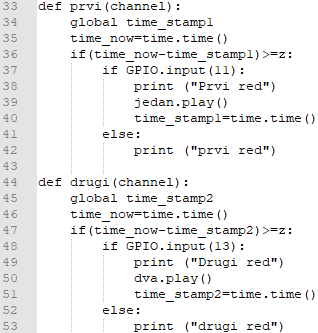 33 def prvi(channel):
34     global time_stamp1
35     time_now=time.time()
36     if(time_now-time_stamp1)>=z:
37         if GPIO.input(11):
38             print ("Prvi red")
39             jedan.play()
40             time_stamp1=time.time()
41         else:
42             print ("prvi red")
43
44 def drugi(channel):
45     global time_stamp2
46     time_now=time.time()
47     if(time_now-time_stamp2)>=z:
48         if GPIO.input(13):
49             print ("Drugi red")
50             dva.play()
51             time_stamp2=time.time()
52         else:
53             print ("drugi red")